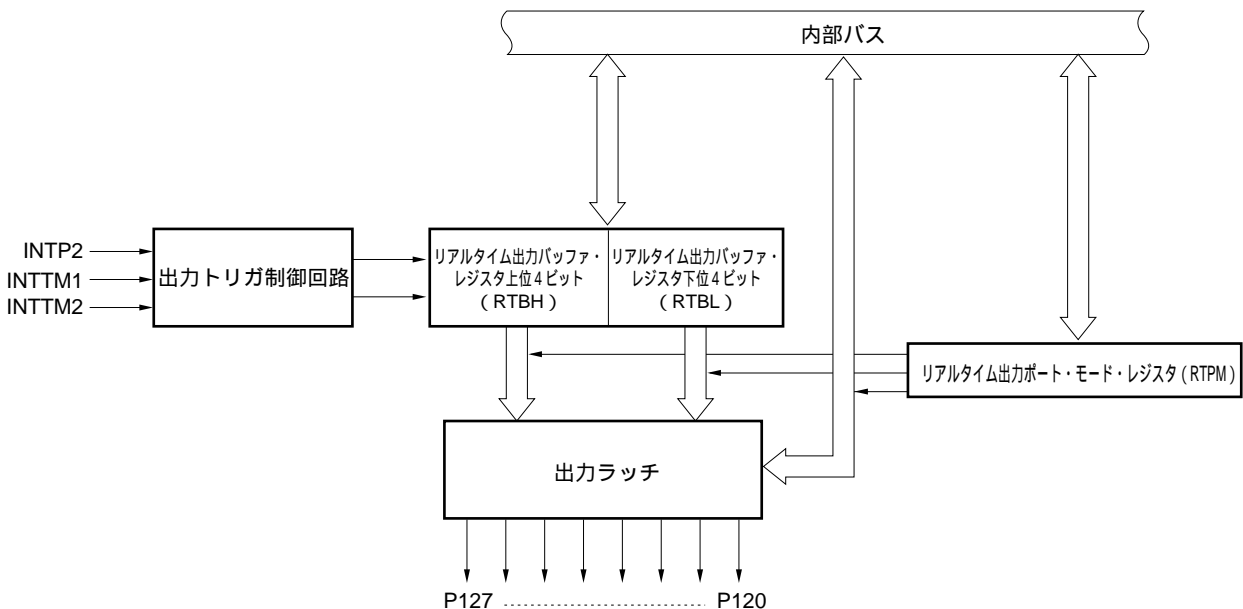 内部バス
INTP2
INTTM1
INTTM2
出力トリガ制御回路
リアルタイム出力バッファ・
レジスタ上位4ビット
(RTBH)
リアルタイム出力バッファ・
レジスタ下位4ビット
(RTBL)
リアルタイム出力ポート・モード・レジスタ(RTPM)
出力ラッチ
P127 ........................ P120